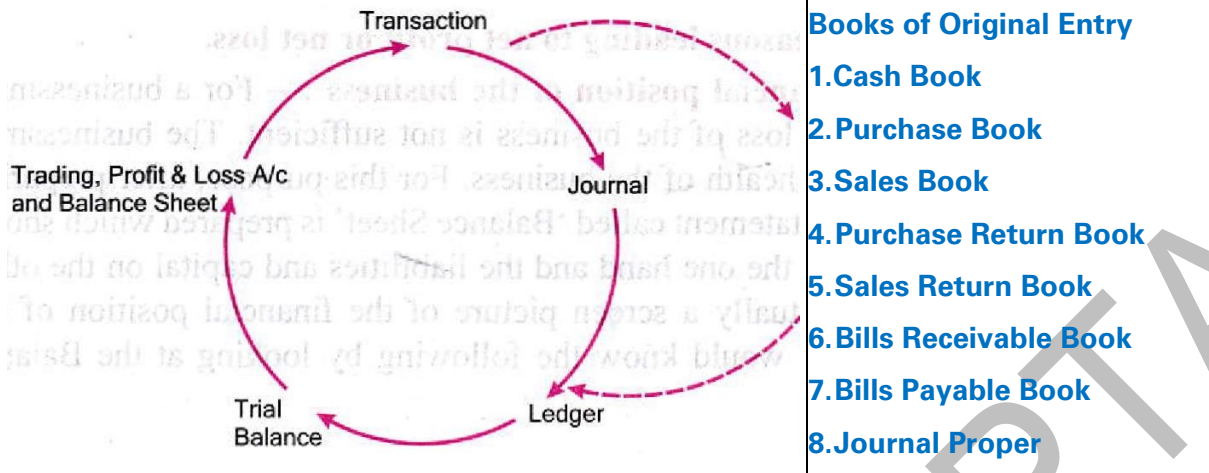 Transaction
Trading, Profit & Loss A/c
and Balance Sheet
Journal
Trial
Balance
Ledger
Books of Original Entry
1.Cash Book
2.Purchase Book
3.Sales Book
4.Purchase Return Book
5.Sales Return Book
6.Bills Receivable Book
7.Bills Payable Book
8.Journal Proper